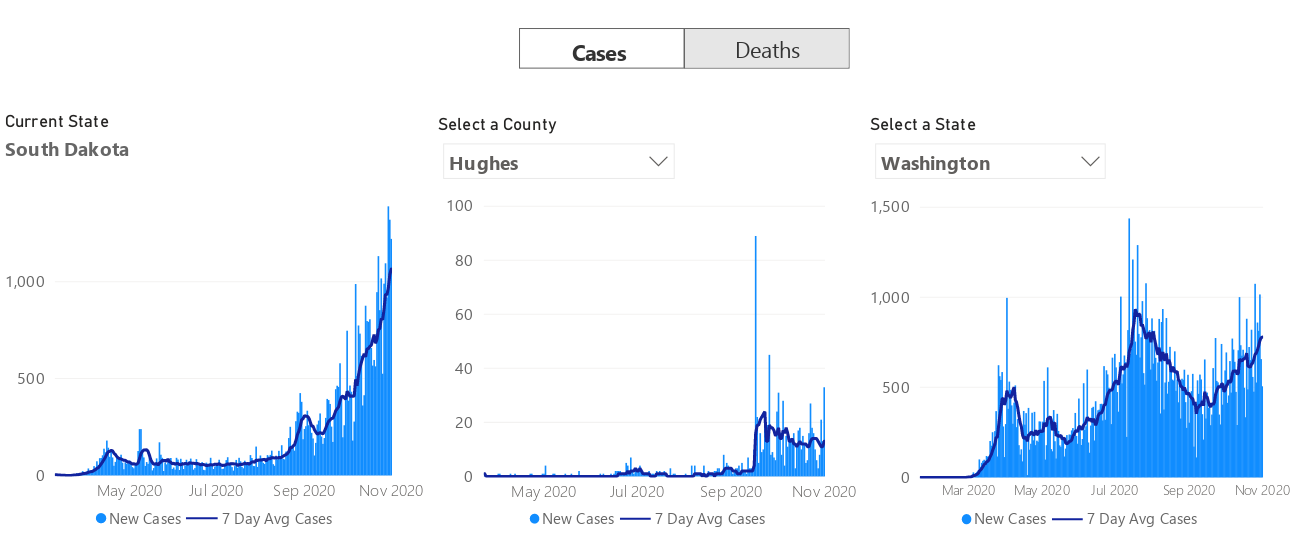 Cases
Deaths
Current State
South Dakota
1,000
500
0
May 2020 Jul 2020 Sep 2020 Nov 2020
New Cases 7 Day Avg Cases
Select a County
Hughes
100
80
60
40
20
0
May 2020 Jul 2020 Sep 2020 Nov 2020
New Cases 7 Day Avg Cases
Select a State
Washington
1,500
1,000
500
0
Mar 2020 May 2020 Jul 2020 Sep 2020 Nov 2020
New Cases 7 Day Avg Cases